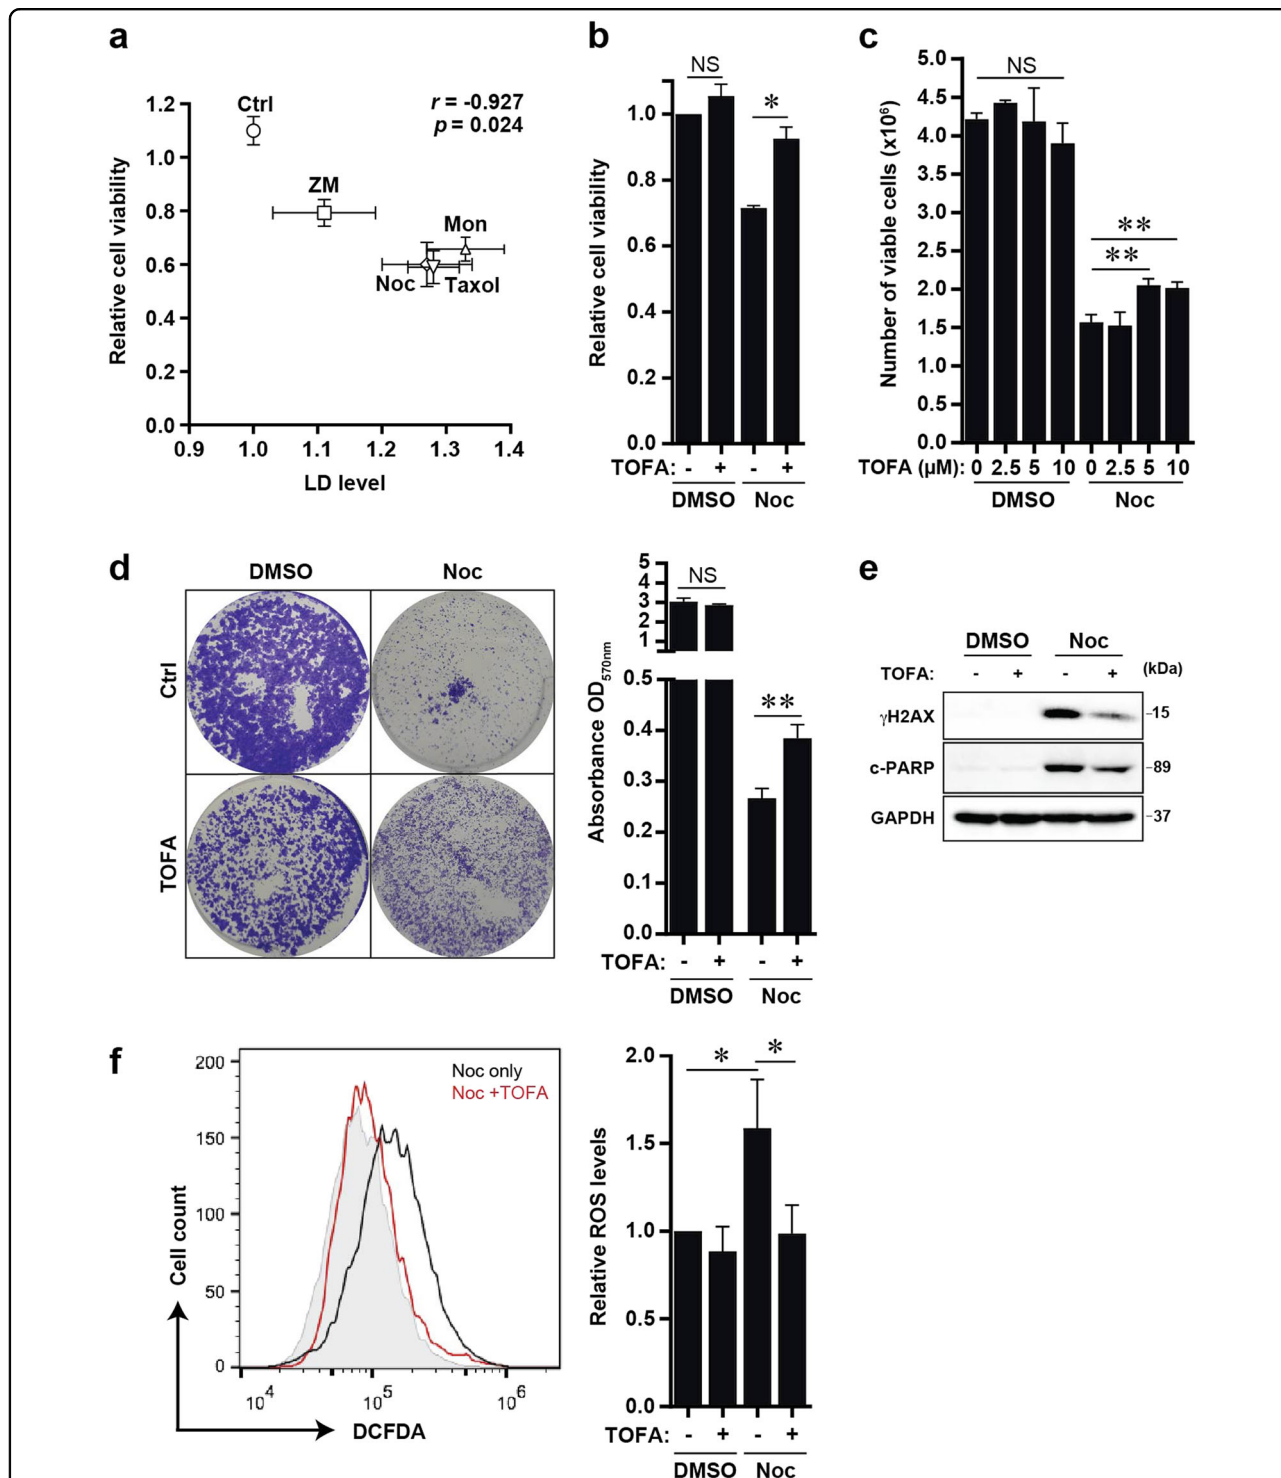 a
1.2
1.0
0.8
0.6
0.4
0.2
0.0
Relative cell viability
Ctrl
ZM
Mon
Noc
Taxol
r = -0.927
p = 0.024
0.9 1.0 1.1 1.2 1.3 1.4
LD level
b
NS
*
1.0
0.8
0.6
0.4
0.2
0.0
Relative cell viability
TOFA: - + - +
DMSO Noc
c
5.0
4.5
4.0
3.5
3.0
2.5
2.0
1.5
1.0
0.5
0.0
Number of viable cells (x10⁶)
NS
**
**
TOFA (µM): 0 2.5 5 10 0 2.5 5 10
DMSO Noc
d
DMSO Noc
Ctrl
TOFA
5
4
3
2
1
0.5
0.4
0.3
0.2
0.1
0.0
Absorbance OD570nm
NS
**
TOFA: - + - +
DMSO Noc
e
DMSO Noc
TOFA: - + - + (kDa)
γH2AX -15
c-PARP -89
GAPDH -37
f
200
150
100
50
0
Cell count
Noc only
Noc +TOFA
10⁴ 10⁵ 10⁶
DCFDA
2.0
1.5
1.0
0.5
0.0
Relative ROS levels
* *
TOFA: - + - +
DMSO Noc